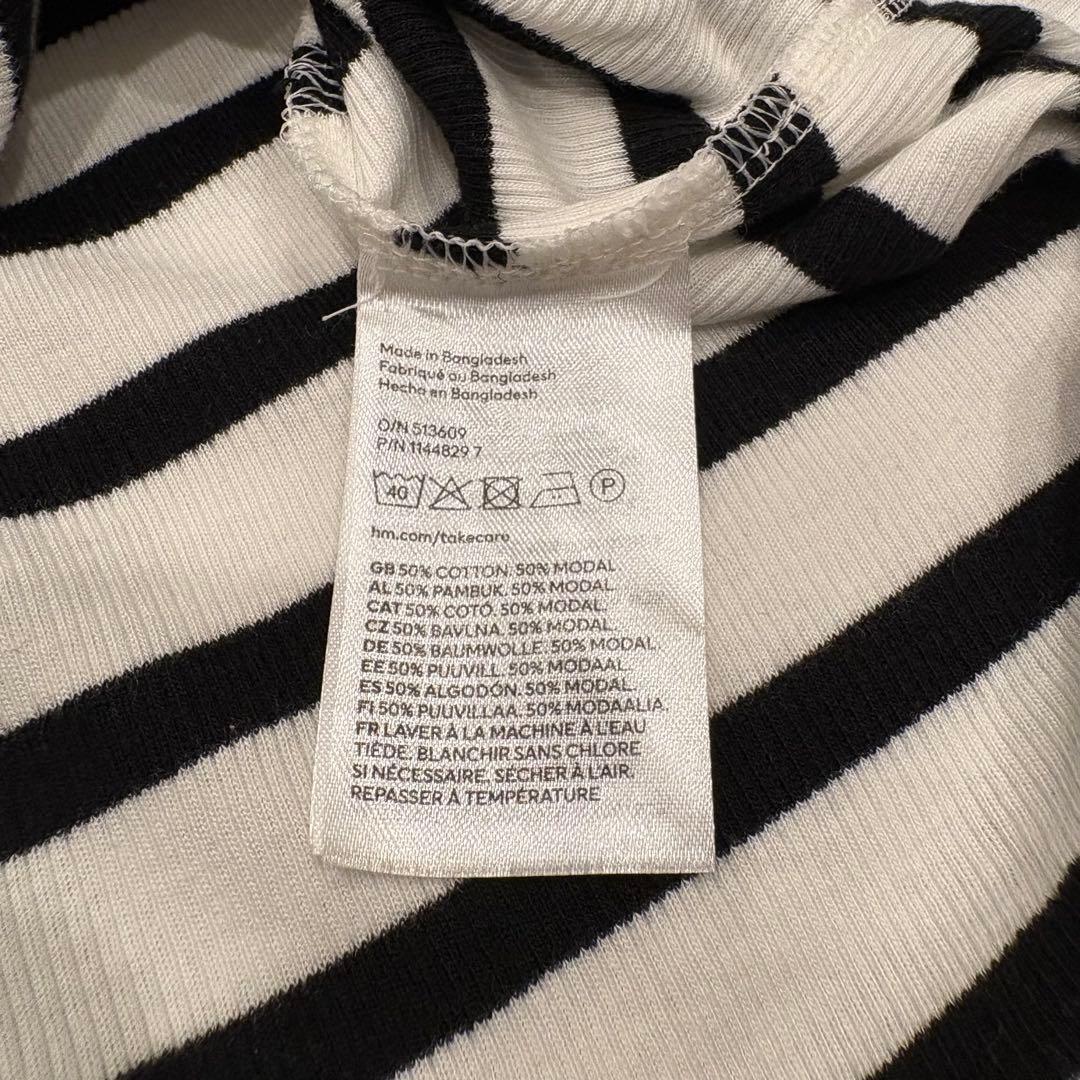 Made in Bangladesh
Fabriqué au Bangladesh
Hecho en Bangladesh
O/N 513609
P/N 1144829 7
40 P
hm.com/takecare
GB 50% COTTON. 50% MODAL
AL 50% PAMBUK. 50% MODAL.
CAT 50% COTÓ. 50% MODAL.
CZ 50% BAVLNA. 50% MODAL.
DE 50% BAUMWOLLE. 50% MODAL.
EE 50% PUUVILL. 50% MODAAL
ES 50% ALGODÓN. 50% MODAL
FI 50% PUUVILLAA. 50% MODAALIA.
FR LAVER À LA MACHINE À L'EAU
TIÈDE. BLANCHIR SANS CHLORE
SI NÉCESSAIRE. SÉCHER À L'AIR.
REPASSER À TEMPÉRATURE